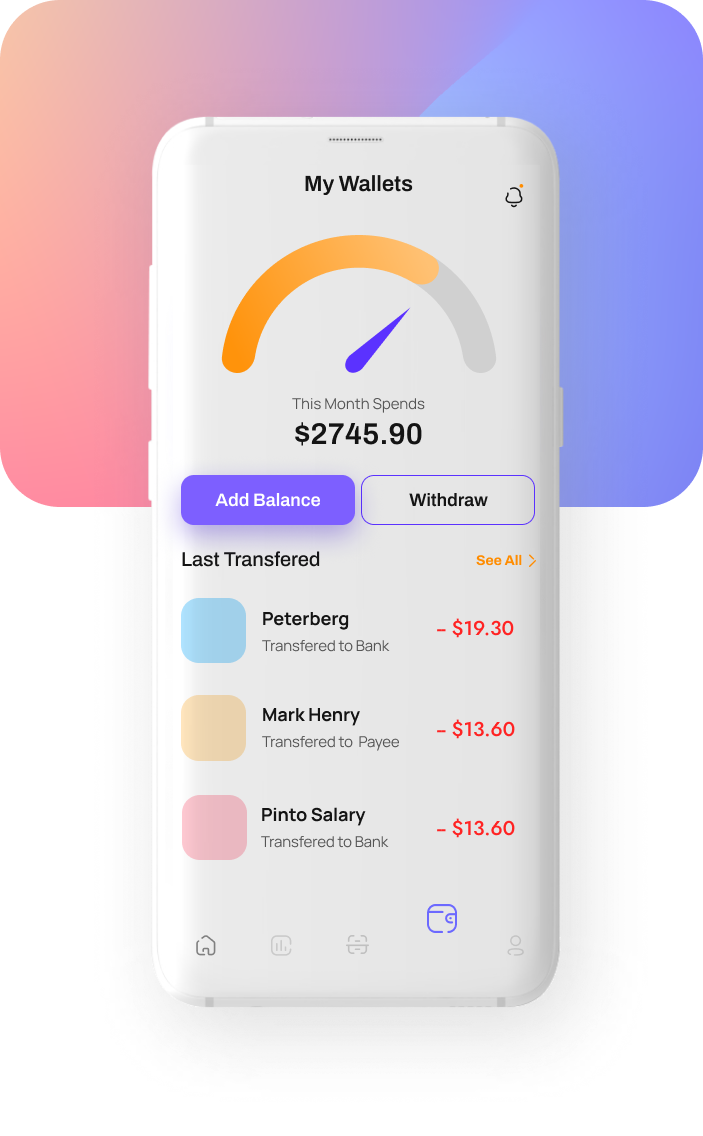 My Wallets
This Month Spends
$2745.90
Add Balance
Withdraw
Last Transfered
See All
Peterberg
Transfered to Bank
– $19.30
Mark Henry
Transfered to  Payee
– $13.60
Pinto Salary
Transfered to Bank
– $13.60